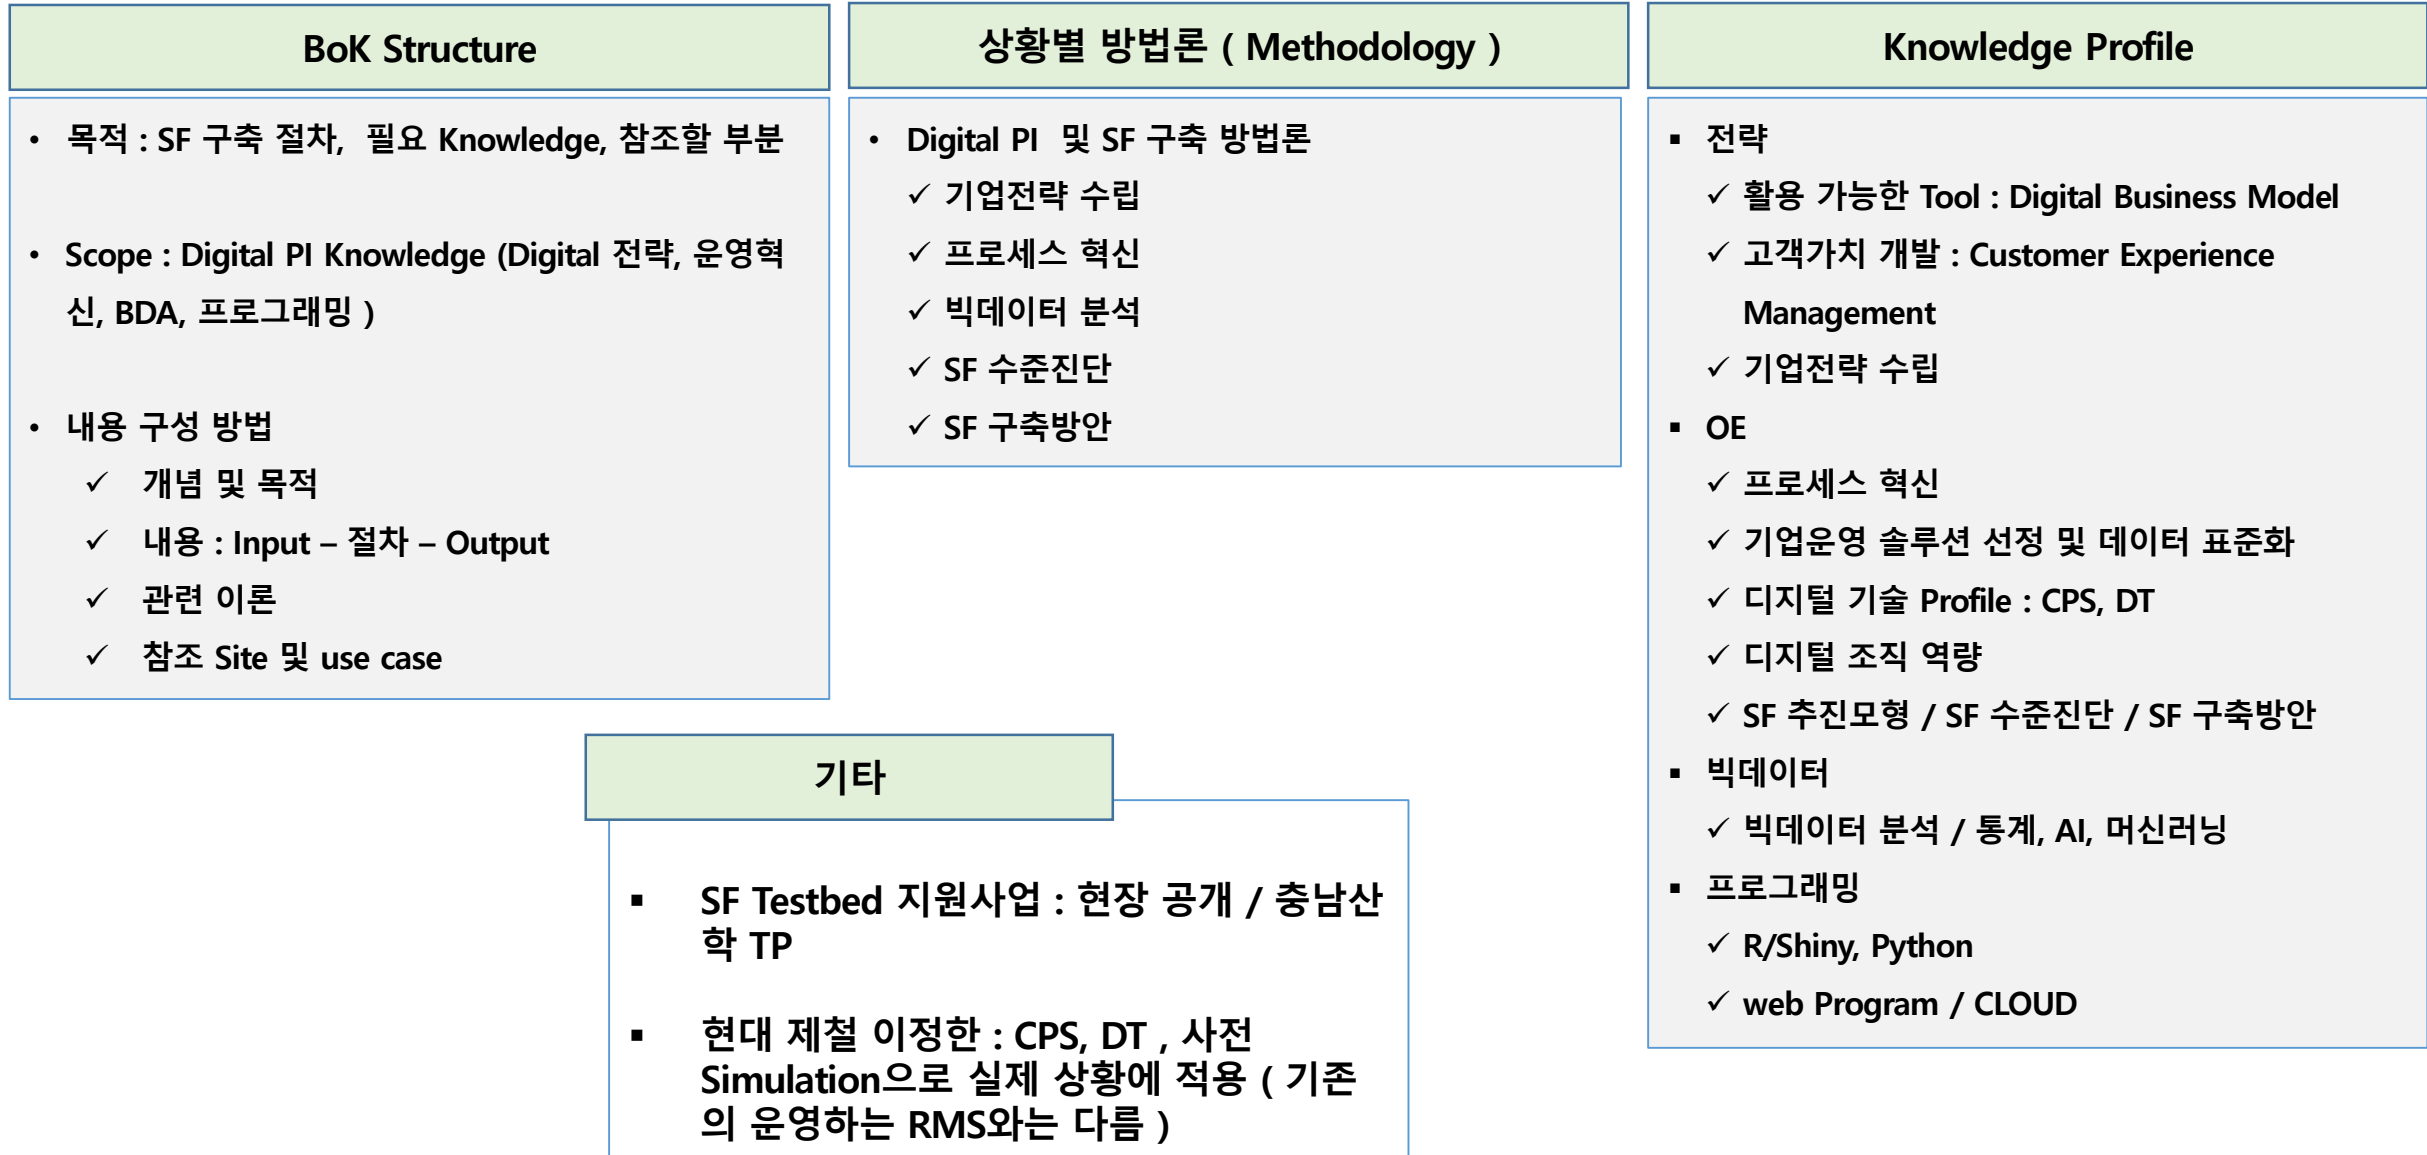 BoK Structure
• 목적 : SF 구축 절차, 필요 Knowledge, 참조할 부분
• Scope : Digital PI Knowledge (Digital 전략, 운영혁
신, BDA, 프로그래밍 )
• 내용 구성 방법
✓ 개념 및 목적
✓ 내용 : Input – 절차 – Output
✓ 관련 이론
✓ 참조 Site 및 use case
상황별 방법론 ( Methodology )
• Digital PI 및 SF 구축 방법론
✓ 기업전략 수립
✓ 프로세스 혁신
✓ 빅데이터 분석
✓ SF 수준진단
✓ SF 구축방안
Knowledge Profile
▪ 전략
✓ 활용 가능한 Tool : Digital Business Model
✓ 고객가치 개발 : Customer Experience
Management
✓ 기업전략 수립
▪ OE
✓ 프로세스 혁신
✓ 기업운영 솔루션 선정 및 데이터 표준화
✓ 디지털 기술 Profile : CPS, DT
✓ 디지털 조직 역량
✓ SF 추진모형 / SF 수준진단 / SF 구축방안
▪ 빅데이터
✓ 빅데이터 분석 / 통계, AI, 머신러닝
▪ 프로그래밍
✓ R/Shiny, Python
✓ web Program / CLOUD
기타
▪ SF Testbed 지원사업 : 현장 공개 / 충남산
학 TP
▪ 현대 제철 이정한 : CPS, DT , 사전
Simulation으로 실제 상황에 적용 ( 기존
의 운영하는 RMS와는 다름 )